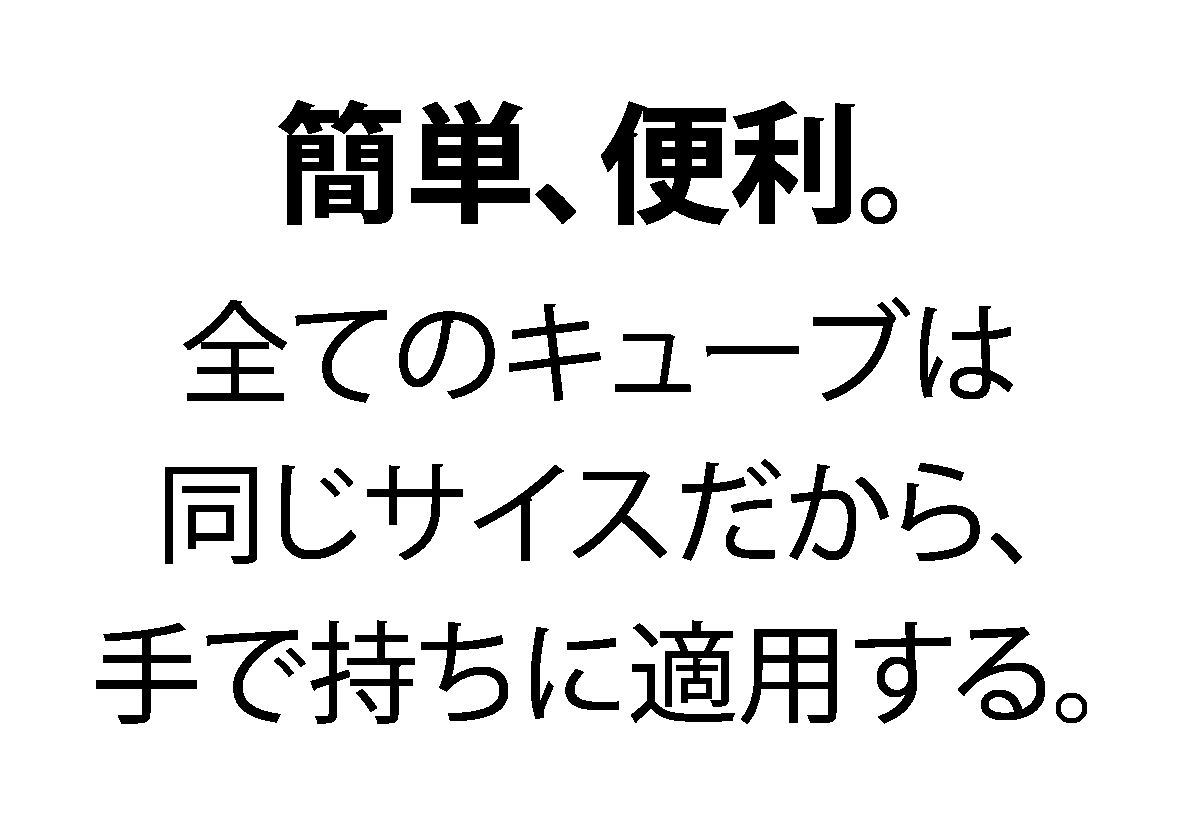 簡単、便利。
全てのキューブは
同じサイスだから、
手で持ちに適用する。